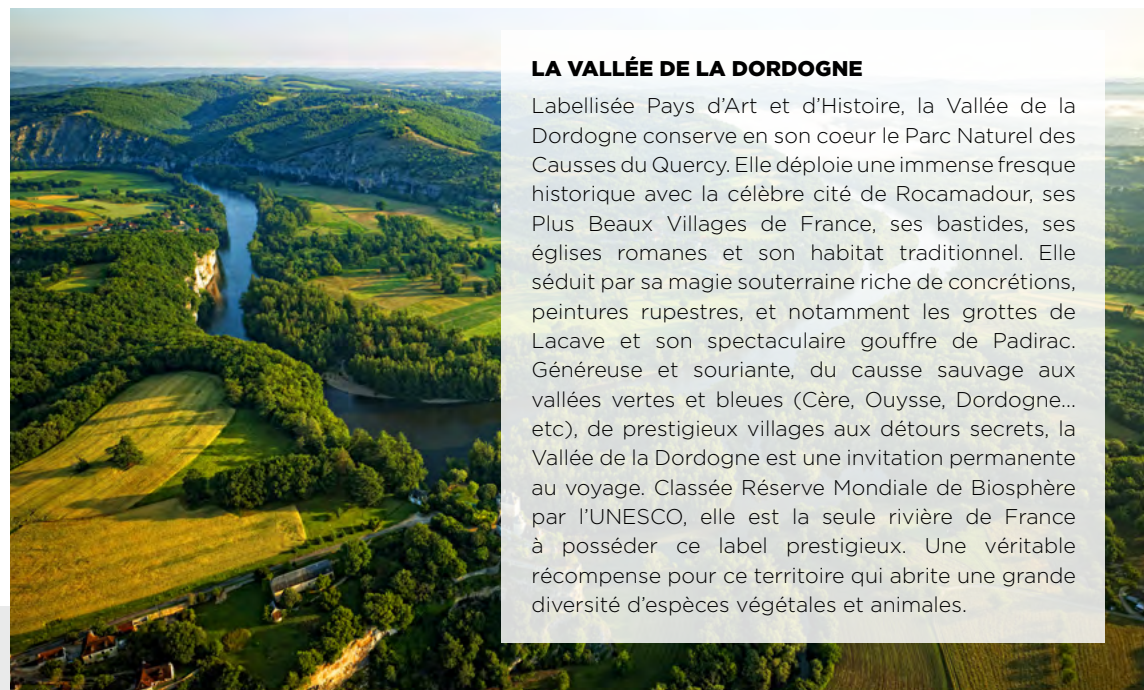 LA VALLÉE DE LA DORDOGNE
Labellisée Pays d'Art et d'Histoire, la Vallée de la
Dordogne conserve en son coeur le Parc Naturel des
Causses du Quercy. Elle déploie une immense fresque
historique avec la célèbre cité de Rocamadour, ses
Plus Beaux Villages de France, ses bastides, ses
églises romanes et son habitat traditionnel. Elle
séduit par sa magie souterraine riche de concrétions,
peintures rupestres, et notamment les grottes de
Lacave et son spectaculaire gouffre de Padirac.
Généreuse et souriante, du causse sauvage aux
vallées vertes et bleues (Cère, Ouysse, Dordogne...
etc), de prestigieux villages aux détours secrets, la
Vallée de la Dordogne est une invitation permanente
au voyage. Classée Réserve Mondiale de Biosphère
par l'UNESCO, elle est la seule rivière de France
à posséder ce label prestigieux. Une véritable
récompense pour ce territoire qui abrite une grande
diversité d'espèces végétales et animales.